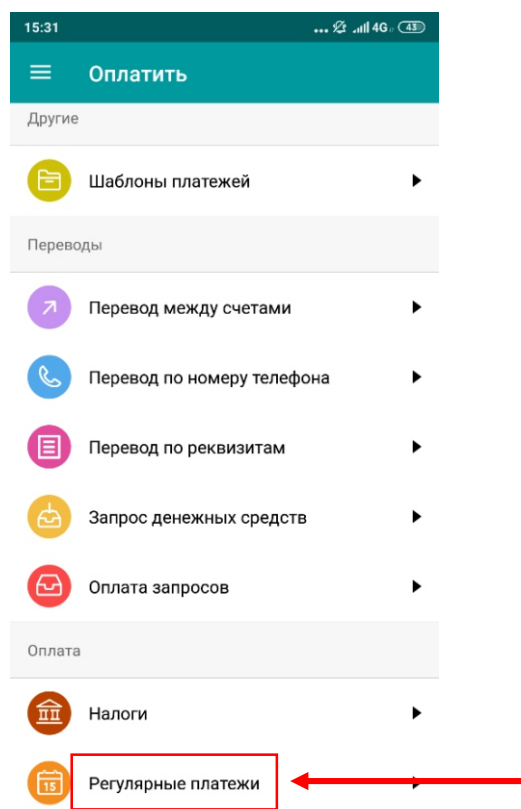 15:31 ... 4G 43
Оплатить
Другие
Шаблоны платежей
Переводы
Перевод между счетами
Перевод по номеру телефона
Перевод по реквизитам
Запрос денежных средств
Оплата запросов
Оплата
Налоги
15 Регулярные платежи